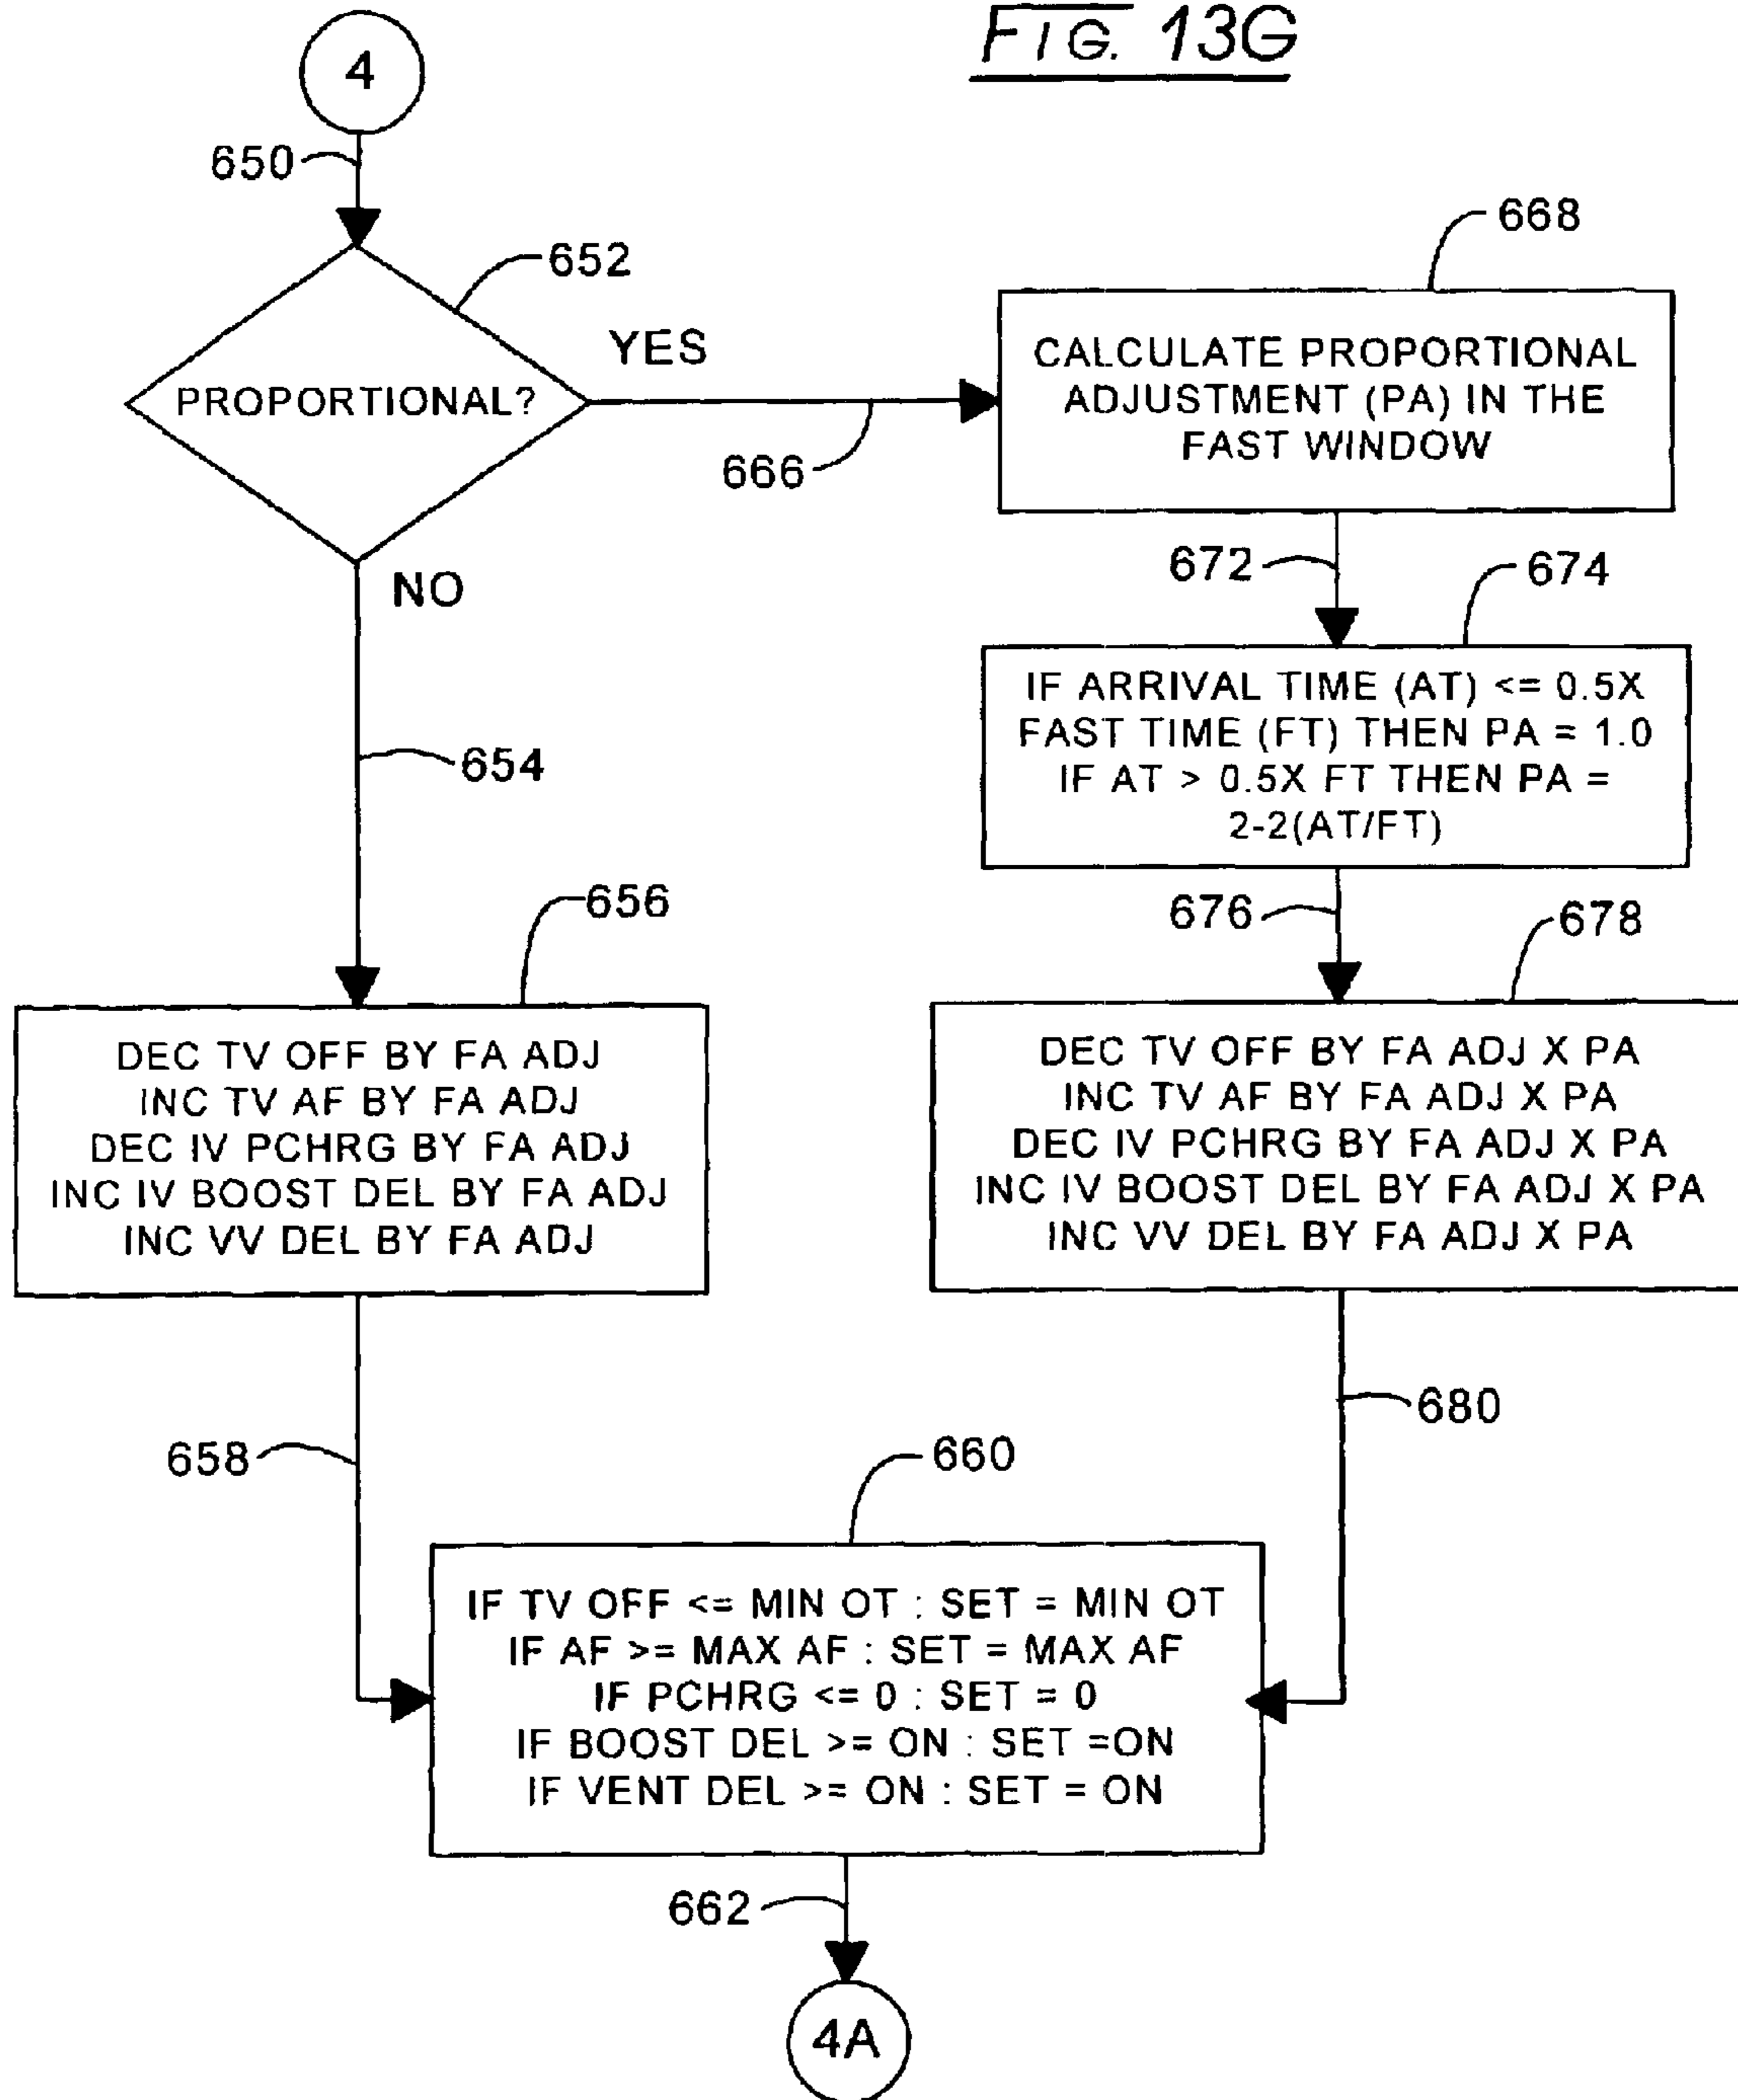 FIG. 13G
4
650
652
PROPORTIONAL?
YES
666
668
CALCULATE PROPORTIONAL
ADJUSTMENT (PA) IN THE
FAST WINDOW
NO
672
674
IF ARRIVAL TIME (AT) <= 0.5X
FAST TIME (FT) THEN PA = 1.0
IF AT > 0.5X FT THEN PA =
2-2(AT/FT)
654
656
676
678
DEC TV OFF BY FA ADJ
INC TV AF BY FA ADJ
DEC IV PCHRG BY FA ADJ
INC IV BOOST DEL BY FA ADJ
INC VV DEL BY FA ADJ
DEC TV OFF BY FA ADJ X PA
INC TV AF BY FA ADJ X PA
DEC IV PCHRG BY FA ADJ X PA
INC IV BOOST DEL BY FA ADJ X PA
INC VV DEL BY FA ADJ X PA
658
680
660
IF TV OFF <= MIN OT : SET = MIN OT
IF AF >= MAX AF : SET = MAX AF
IF PCHRG <= 0 : SET = 0
IF BOOST DEL >= ON : SET =ON
IF VENT DEL >= ON : SET = ON
662
4A